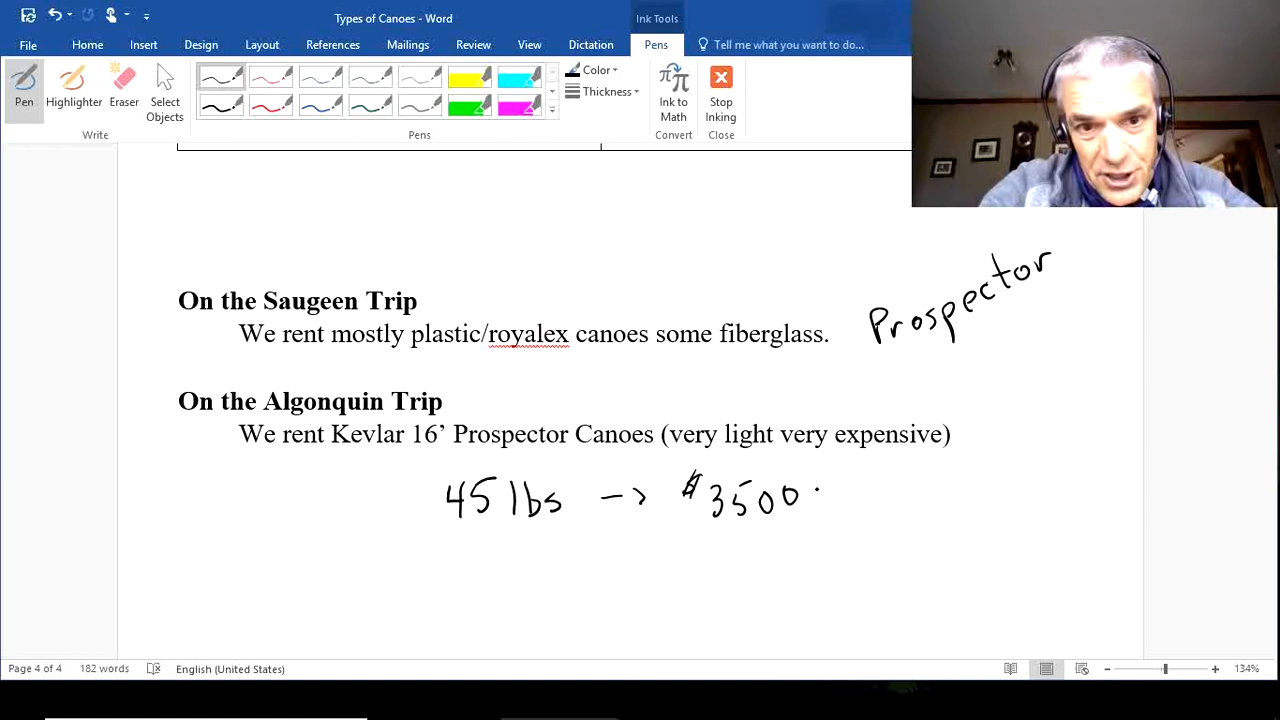 Types of Canoes - Word
Ink Tools
File Home Insert Design Layout References Mailings Review View Dictation Pens Tell me what you want to do...
Pen Highlighter Eraser Select Objects
Color
Thickness
Ink to Math
Stop Inking
Write Pens Convert Close
Prospector
On the Saugeen Trip
We rent mostly plastic/royalex canoes some fiberglass.
On the Algonquin Trip
We rent Kevlar 16’ Prospector Canoes (very light very expensive)
45 lbs -> $3500.
Page 4 of 4 182 words English (United States) 134%